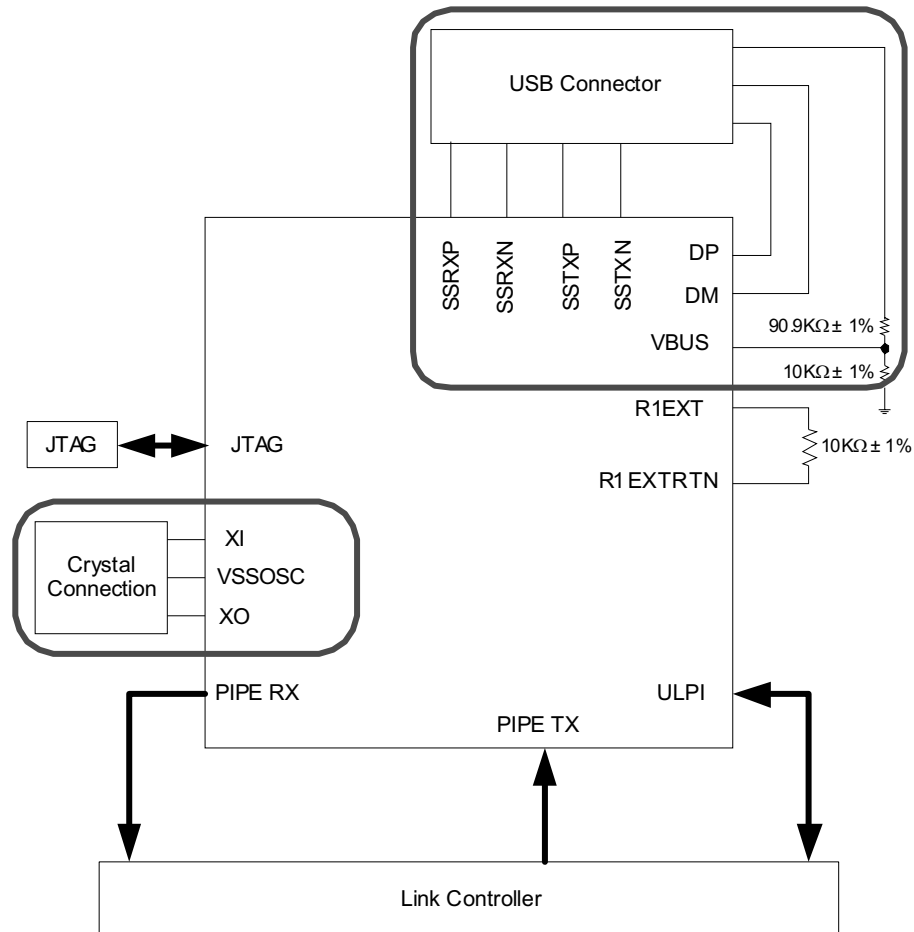 USB Connector
SSRXP
SSRXN
SSTXP
SSTXN
DP
DM
90.9KΩ ± 1%
VBUS
10KΩ ± 1%
R1EXT
JTAG
JTAG
10KΩ ± 1%
R1EXTRTN
XI
Crystal
Connection
VSSOSC
XO
PIPE RX
ULPI
PIPE TX
Link Controller